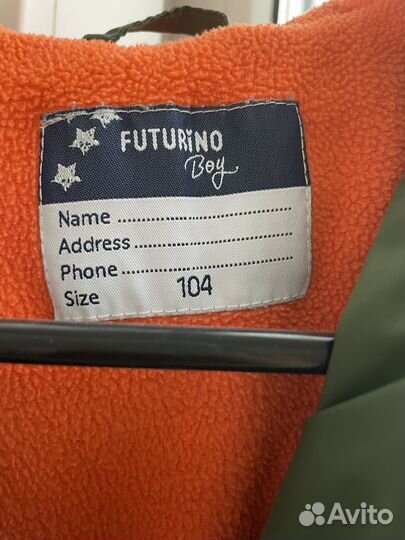 FUTURiNO
Boy
Name ................................
Address ............................
Phone ................................
Size 104
Avito